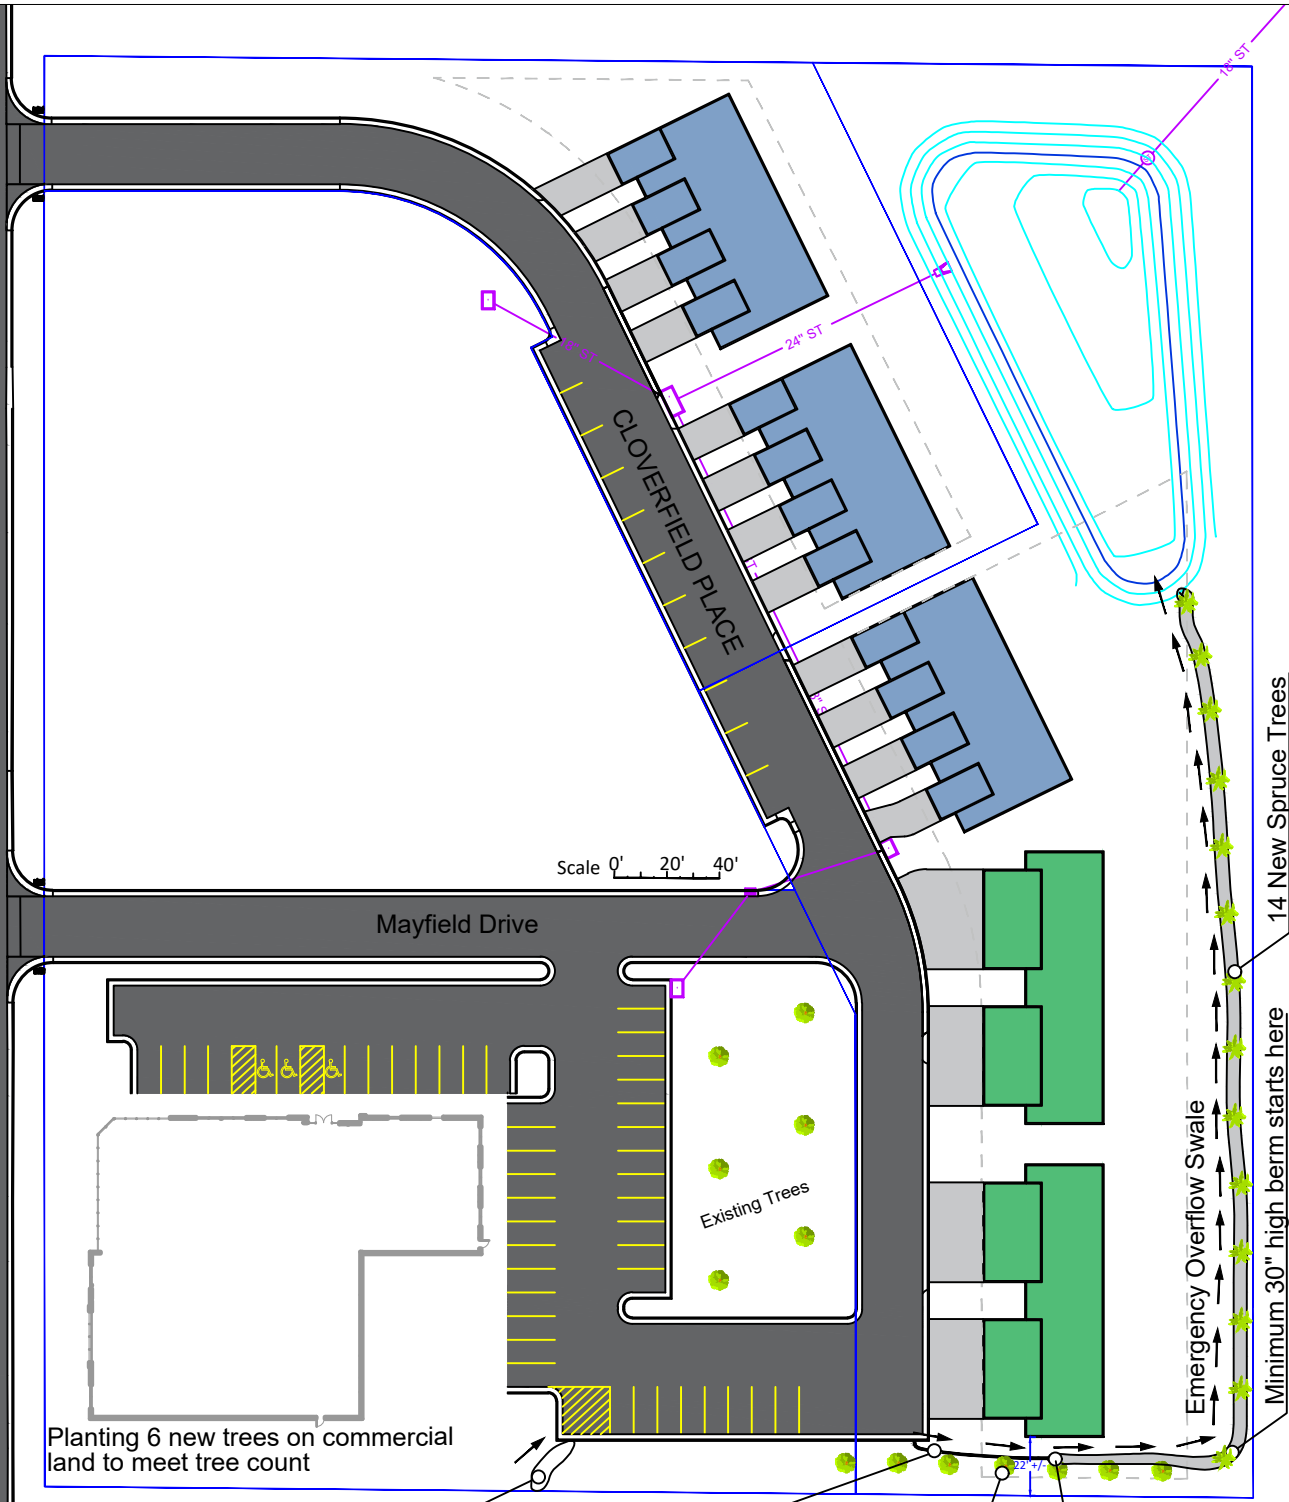 18" ST
24" ST
18" ST
CLOVERFIELD PLACE
8" S
Scale 0' 20' 40'
Mayfield Drive
14 New Spruce Trees
Existing Trees
Emergency Overflow Swale
Minimum 30" high berm starts here
Planting 6 new trees on commercial
land to meet tree count
22' +/-